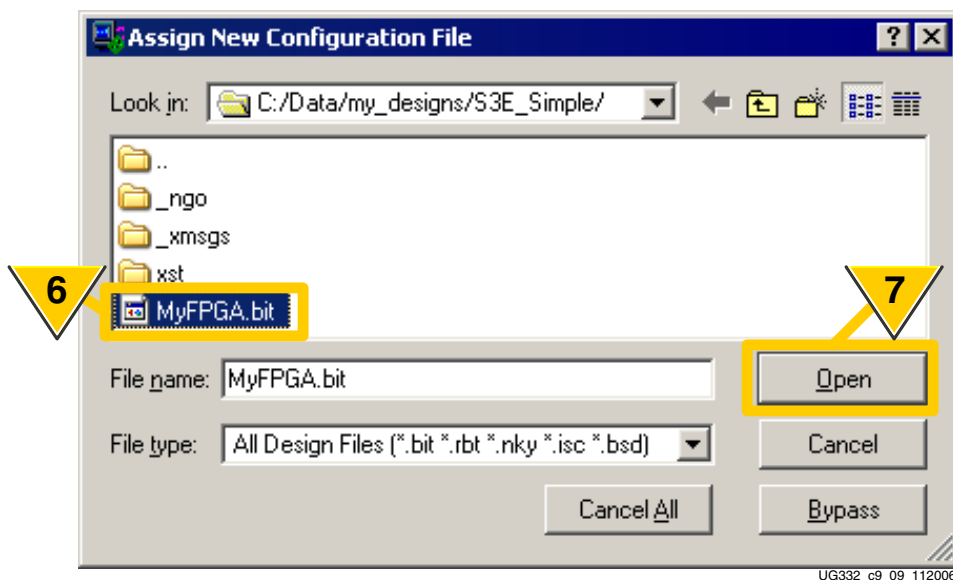 Assign New Configuration File
Look in: C:/Data/my_designs/S3E_Simple/
..
_ngo
_xmsgs
xst
6
MyFPGA.bit
7
File name: MyFPGA.bit
Open
File type: All Design Files (*.bit *.rbt *.nky *.isc *.bsd)
Cancel
Cancel All
Bypass
UG332_c9_09_112006